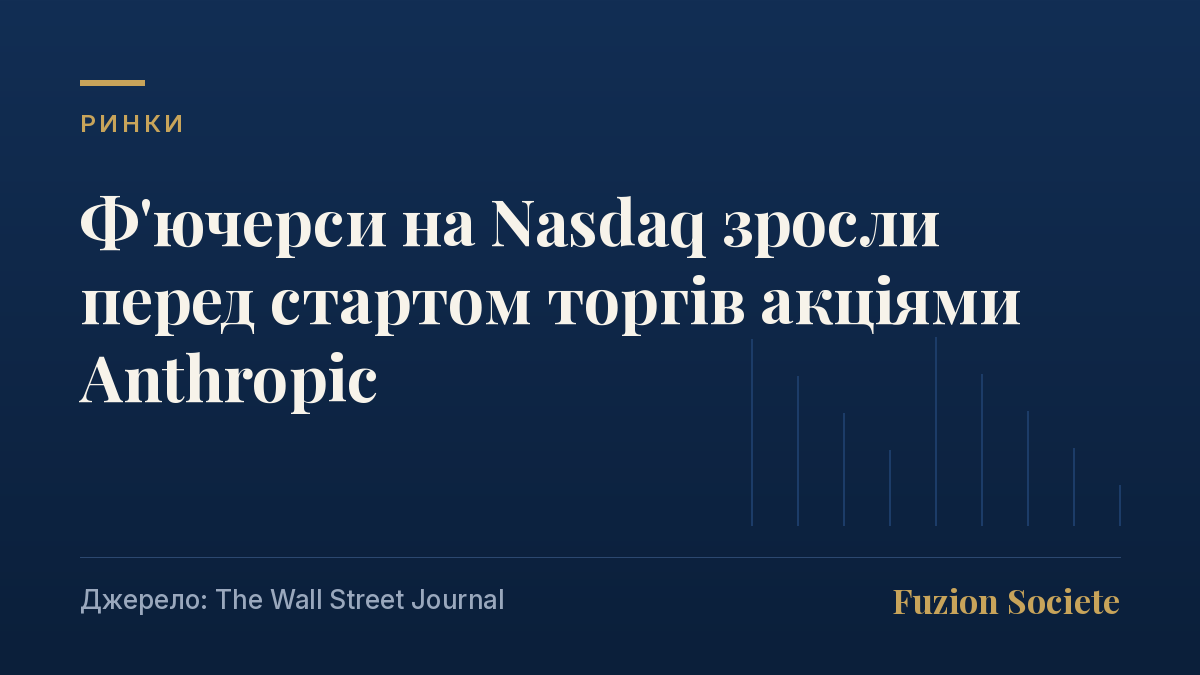 РИНКИ
Ф'ючерси на Nasdaq зросли
перед стартом торгів акціями
Anthropic
Джерело: The Wall Street Journal
Fuzion Societe